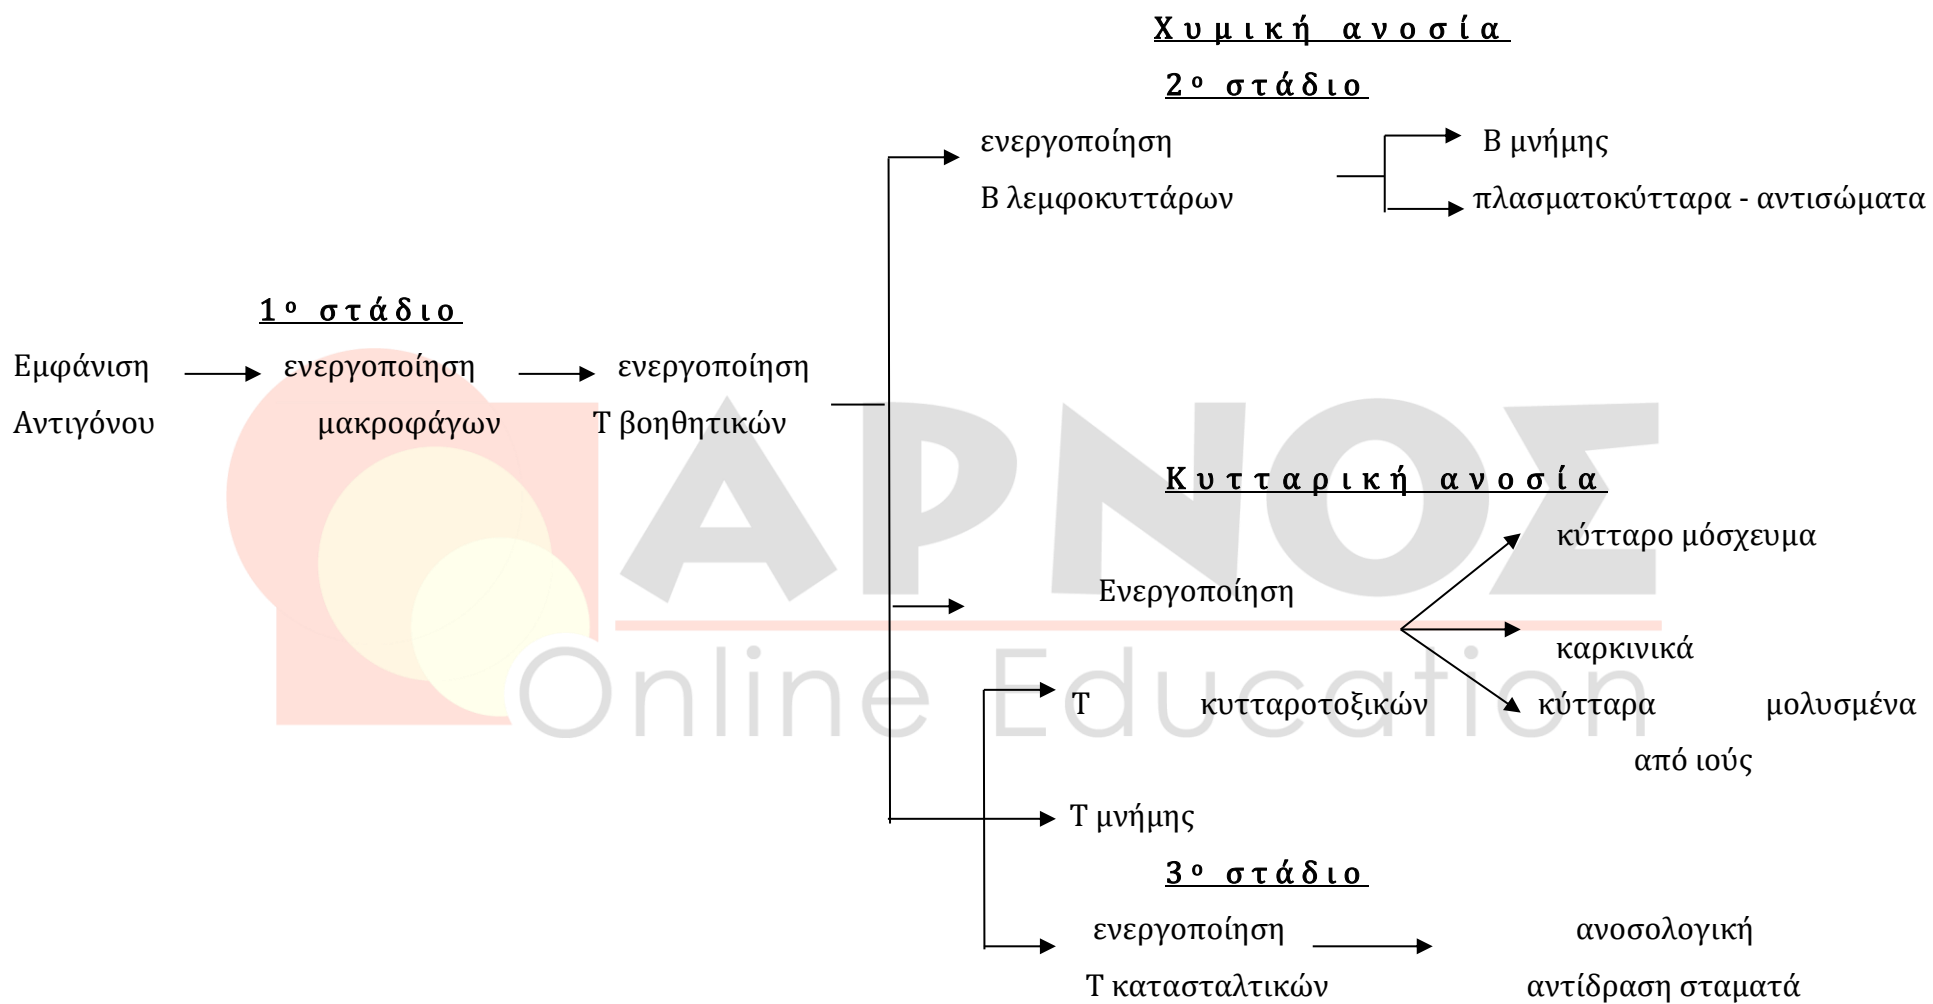 Χυμική ανοσία
2ο στάδιο
ενεργοποίηση Β μνήμης
Β λεμφοκυττάρων πλασματοκύτταρα - αντισώματα
1ο στάδιο
Εμφάνιση ενεργοποίηση ενεργοποίηση
Αντιγόνου μακροφάγων Τ βοηθητικών
ΑΡΝΟΣ
Κυτταρική ανοσία
κύτταρο μόσχευμα
Ενεργοποίηση
Online Education
καρκινικά
Τ κυτταροτοξικών κύτταρα μολυσμένα
από ιούς
Τ μνήμης
3ο στάδιο
ενεργοποίηση ανοσολογική
Τ κατασταλτικών αντίδραση σταματά